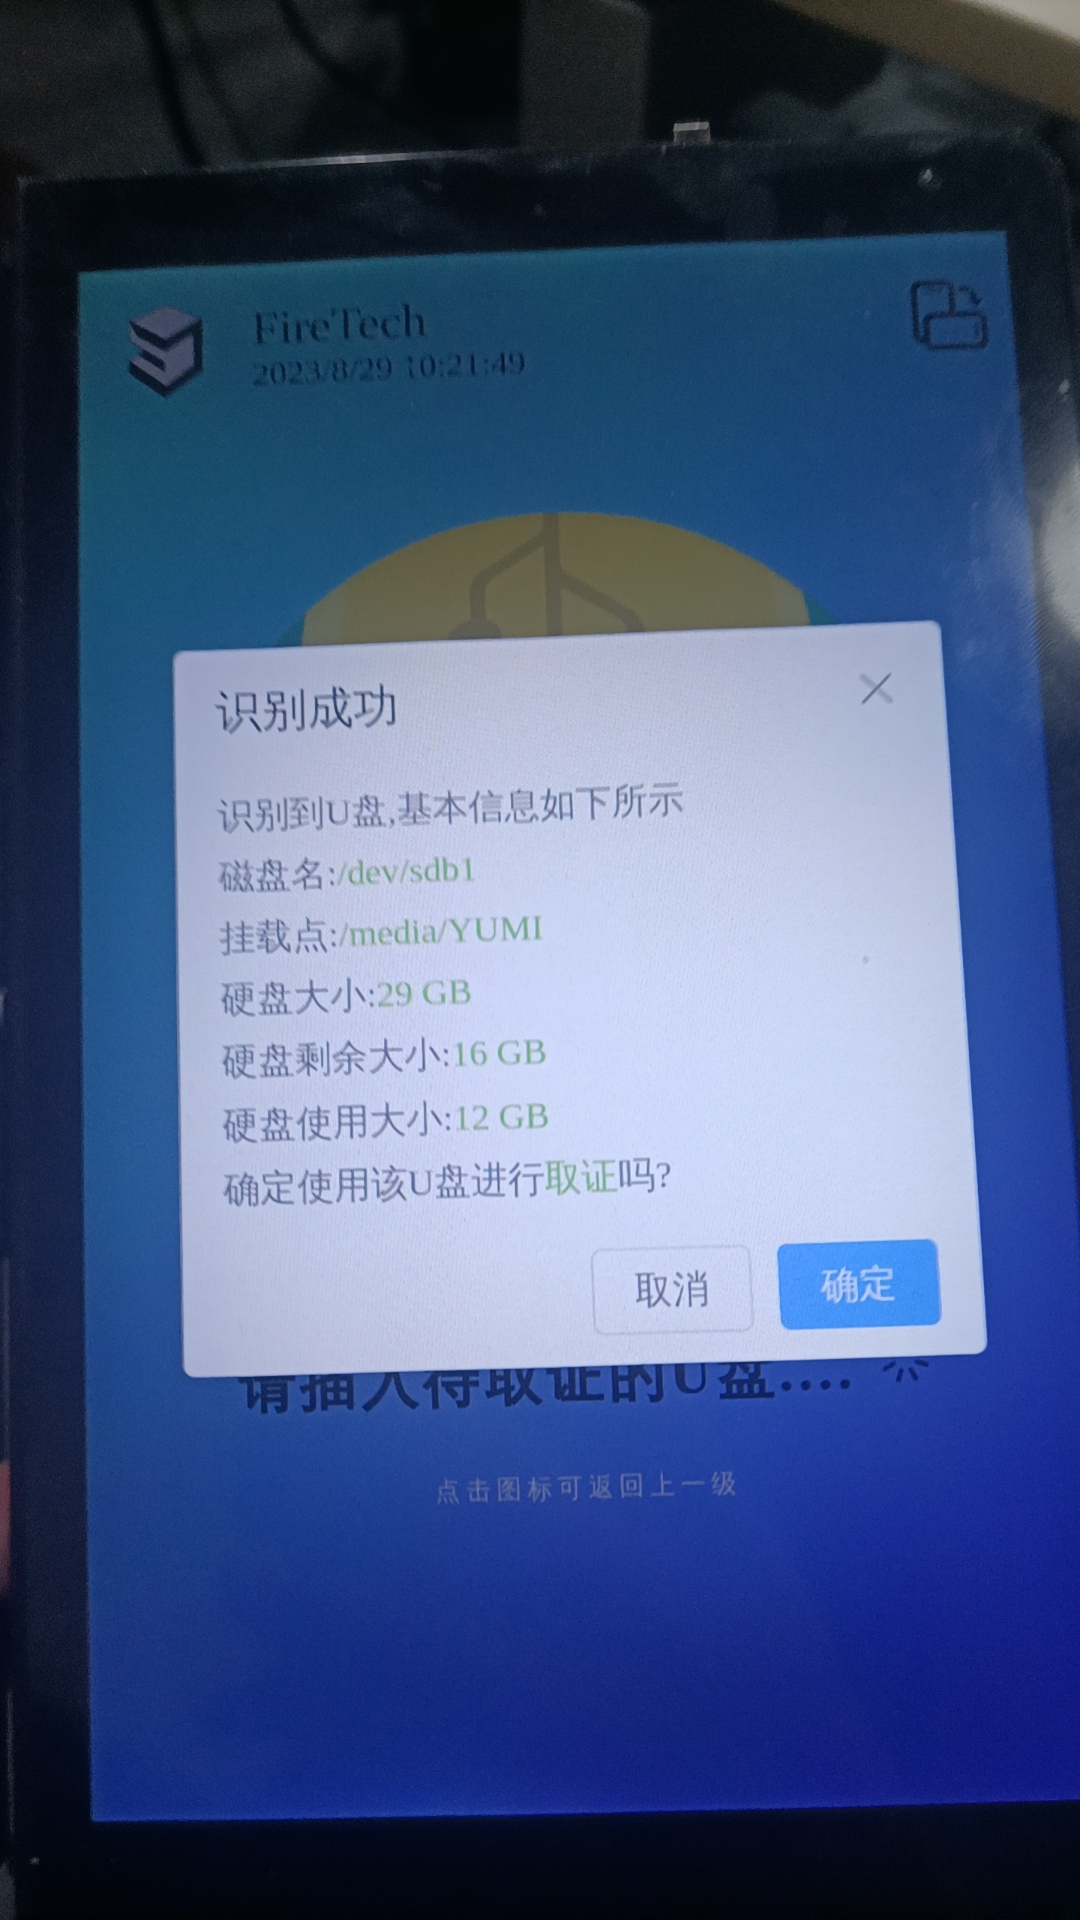 FireTech
2023/8/29 10:21:49
识别成功
识别到U盘,基本信息如下所示
磁盘名:/dev/sdb1
挂载点:/media/YUMI
硬盘大小:29 GB
硬盘剩余大小:16 GB
硬盘使用大小:12 GB
确定使用该U盘进行取证吗?
取消
确定
请插入待取证的U盘....
点击图标可返回上一级